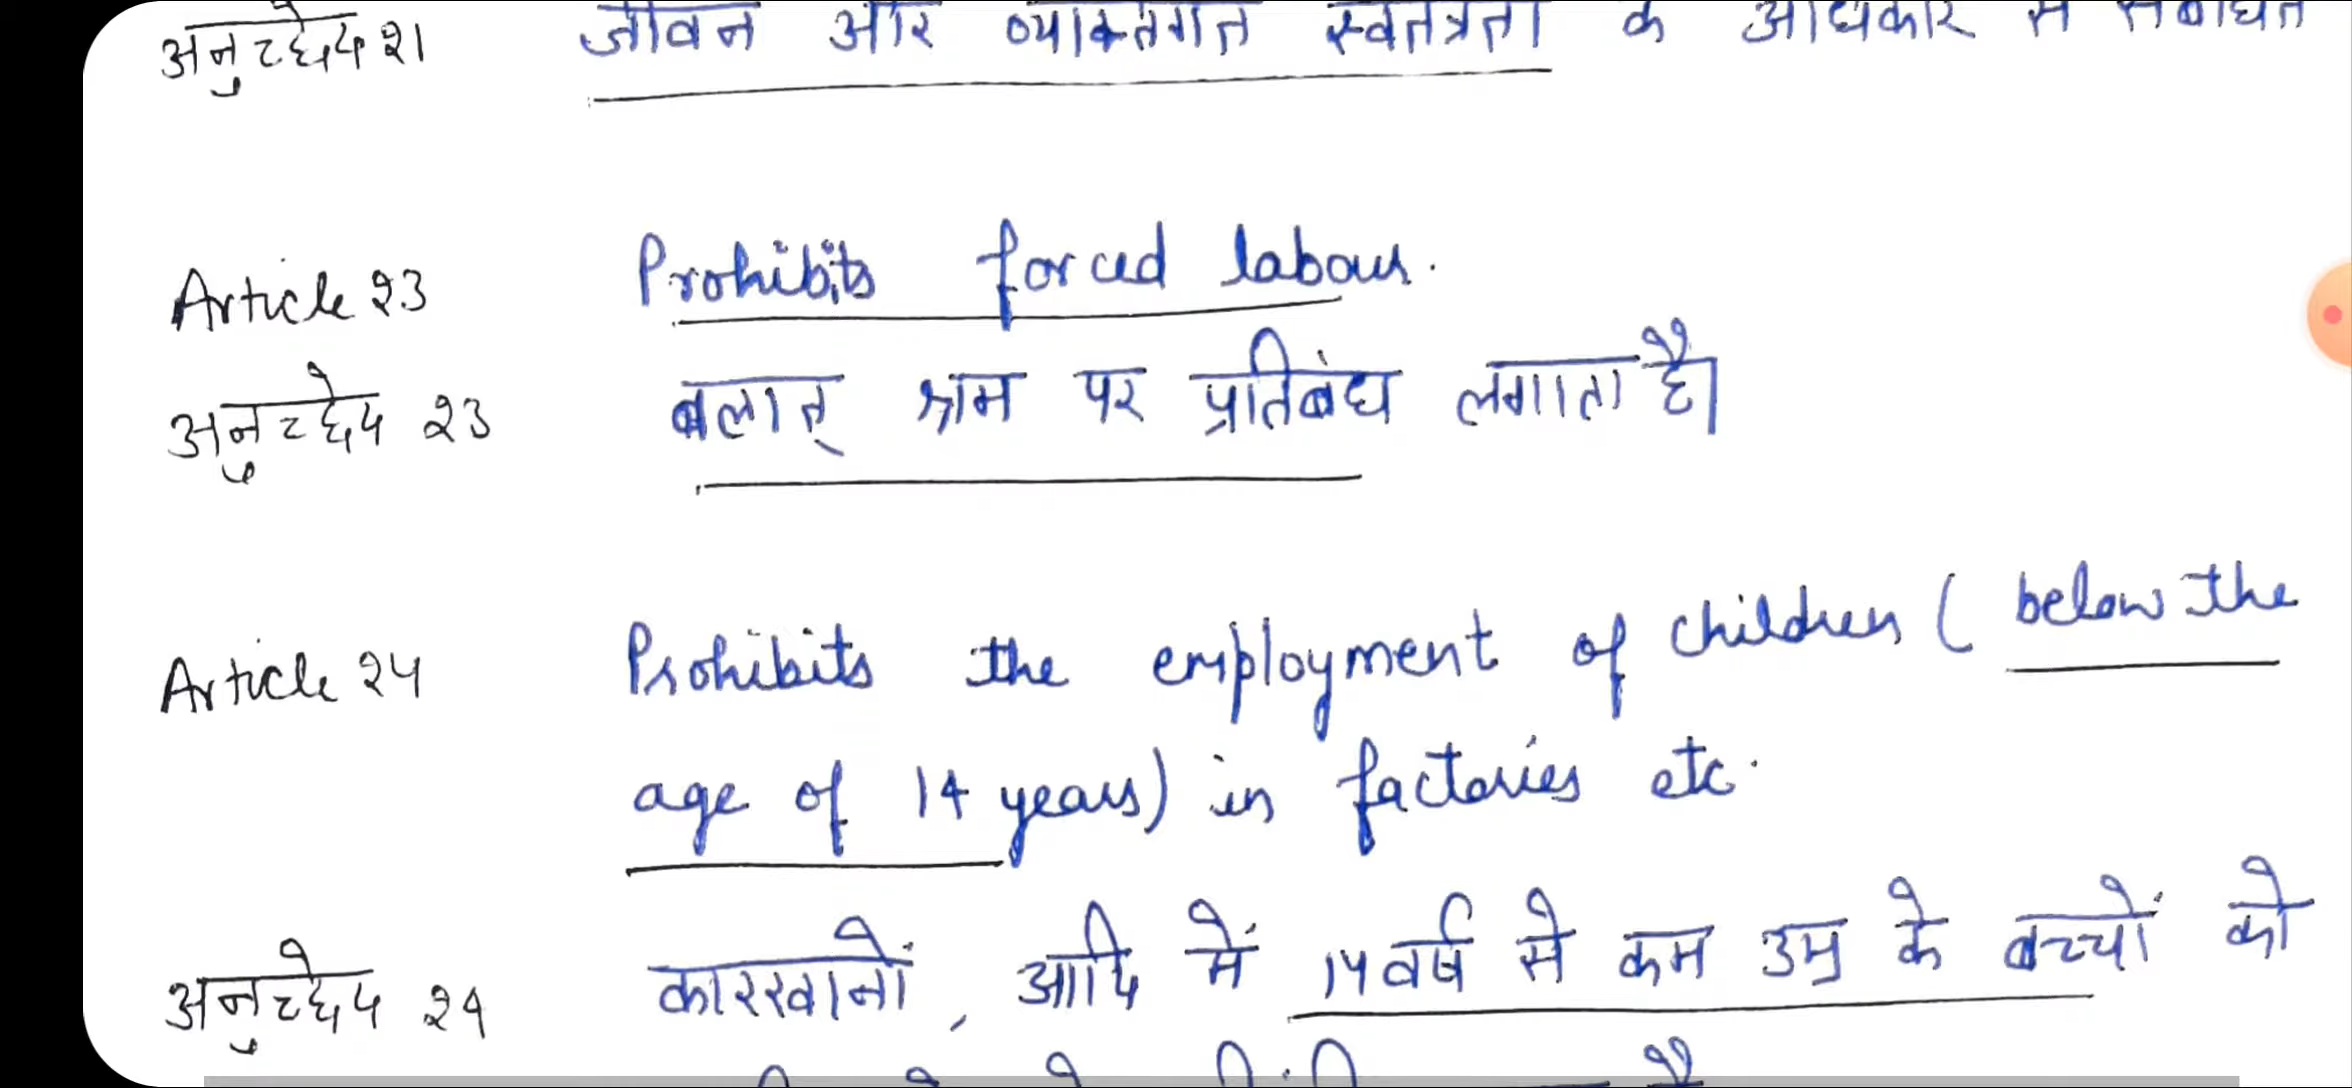 अनुच्छेद 21 जीवन और व्यक्तिगत स्वतंत्रता के अधिकार से संबंधित
Article 23 Prohibits forced labour.
अनुच्छेद 23 बलात् श्रम पर प्रतिबंध लगाता है।
Article 24 Prohibits the employment of children ( below the
age of 14 years) in factories etc.
अनुच्छेद 24 कारखानों, आदि में 14 वर्ष से कम उम्र के बच्चों को